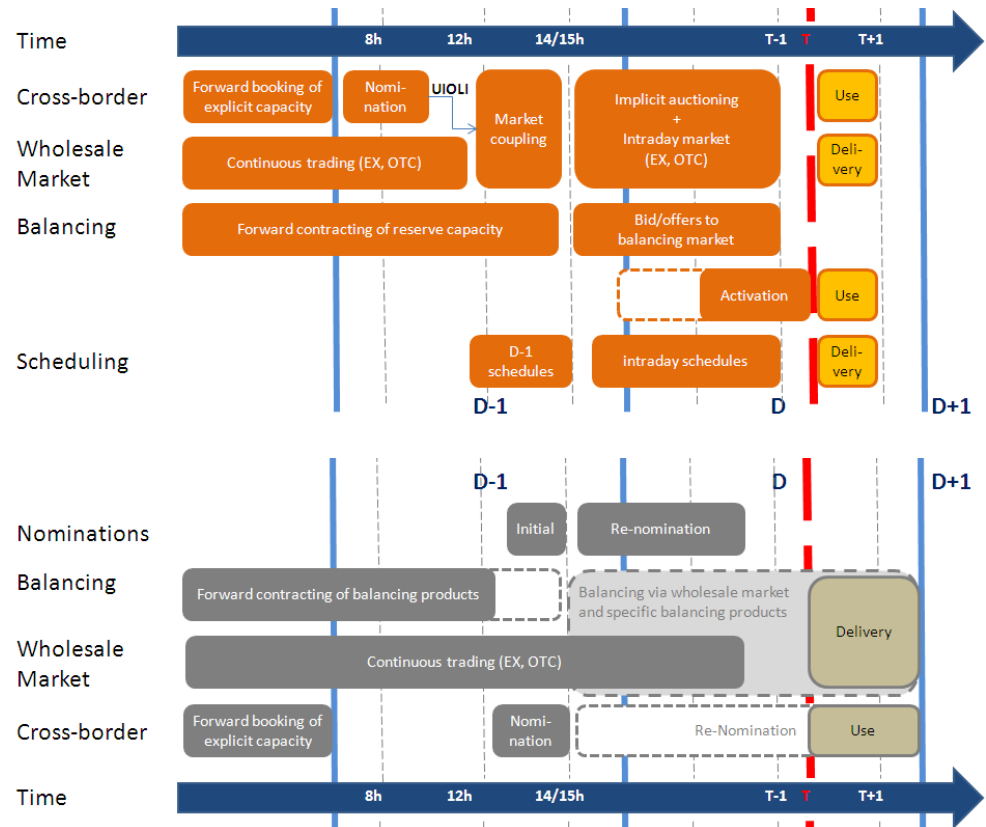 Time
8h
12h
14/15h
T-1
T
T+1
Cross-border
Forward booking of
explicit capacity
Nomi-
nation
UIOLI
Market
coupling
Implicit auctioning
+
Intraday market
(EX, OTC)
Use
Wholesale
Market
Continuous trading (EX, OTC)
Deli-
very
Balancing
Forward contracting of reserve capacity
Bid/offers to
balancing market
Activation
Use
Scheduling
D-1
schedules
intraday schedules
Deli-
very
D-1
D
D+1
D-1
D
D+1
Nominations
Initial
Re-nomination
Balancing
Forward contracting of balancing products
Balancing via wholesale market
and specific balancing products
Delivery
Wholesale
Market
Continuous trading (EX, OTC)
Cross-border
Forward booking of
explicit capacity
Nomi-
nation
Re-Nomination
Use
Time
8h
12h
14/15h
T-1
T
T+1